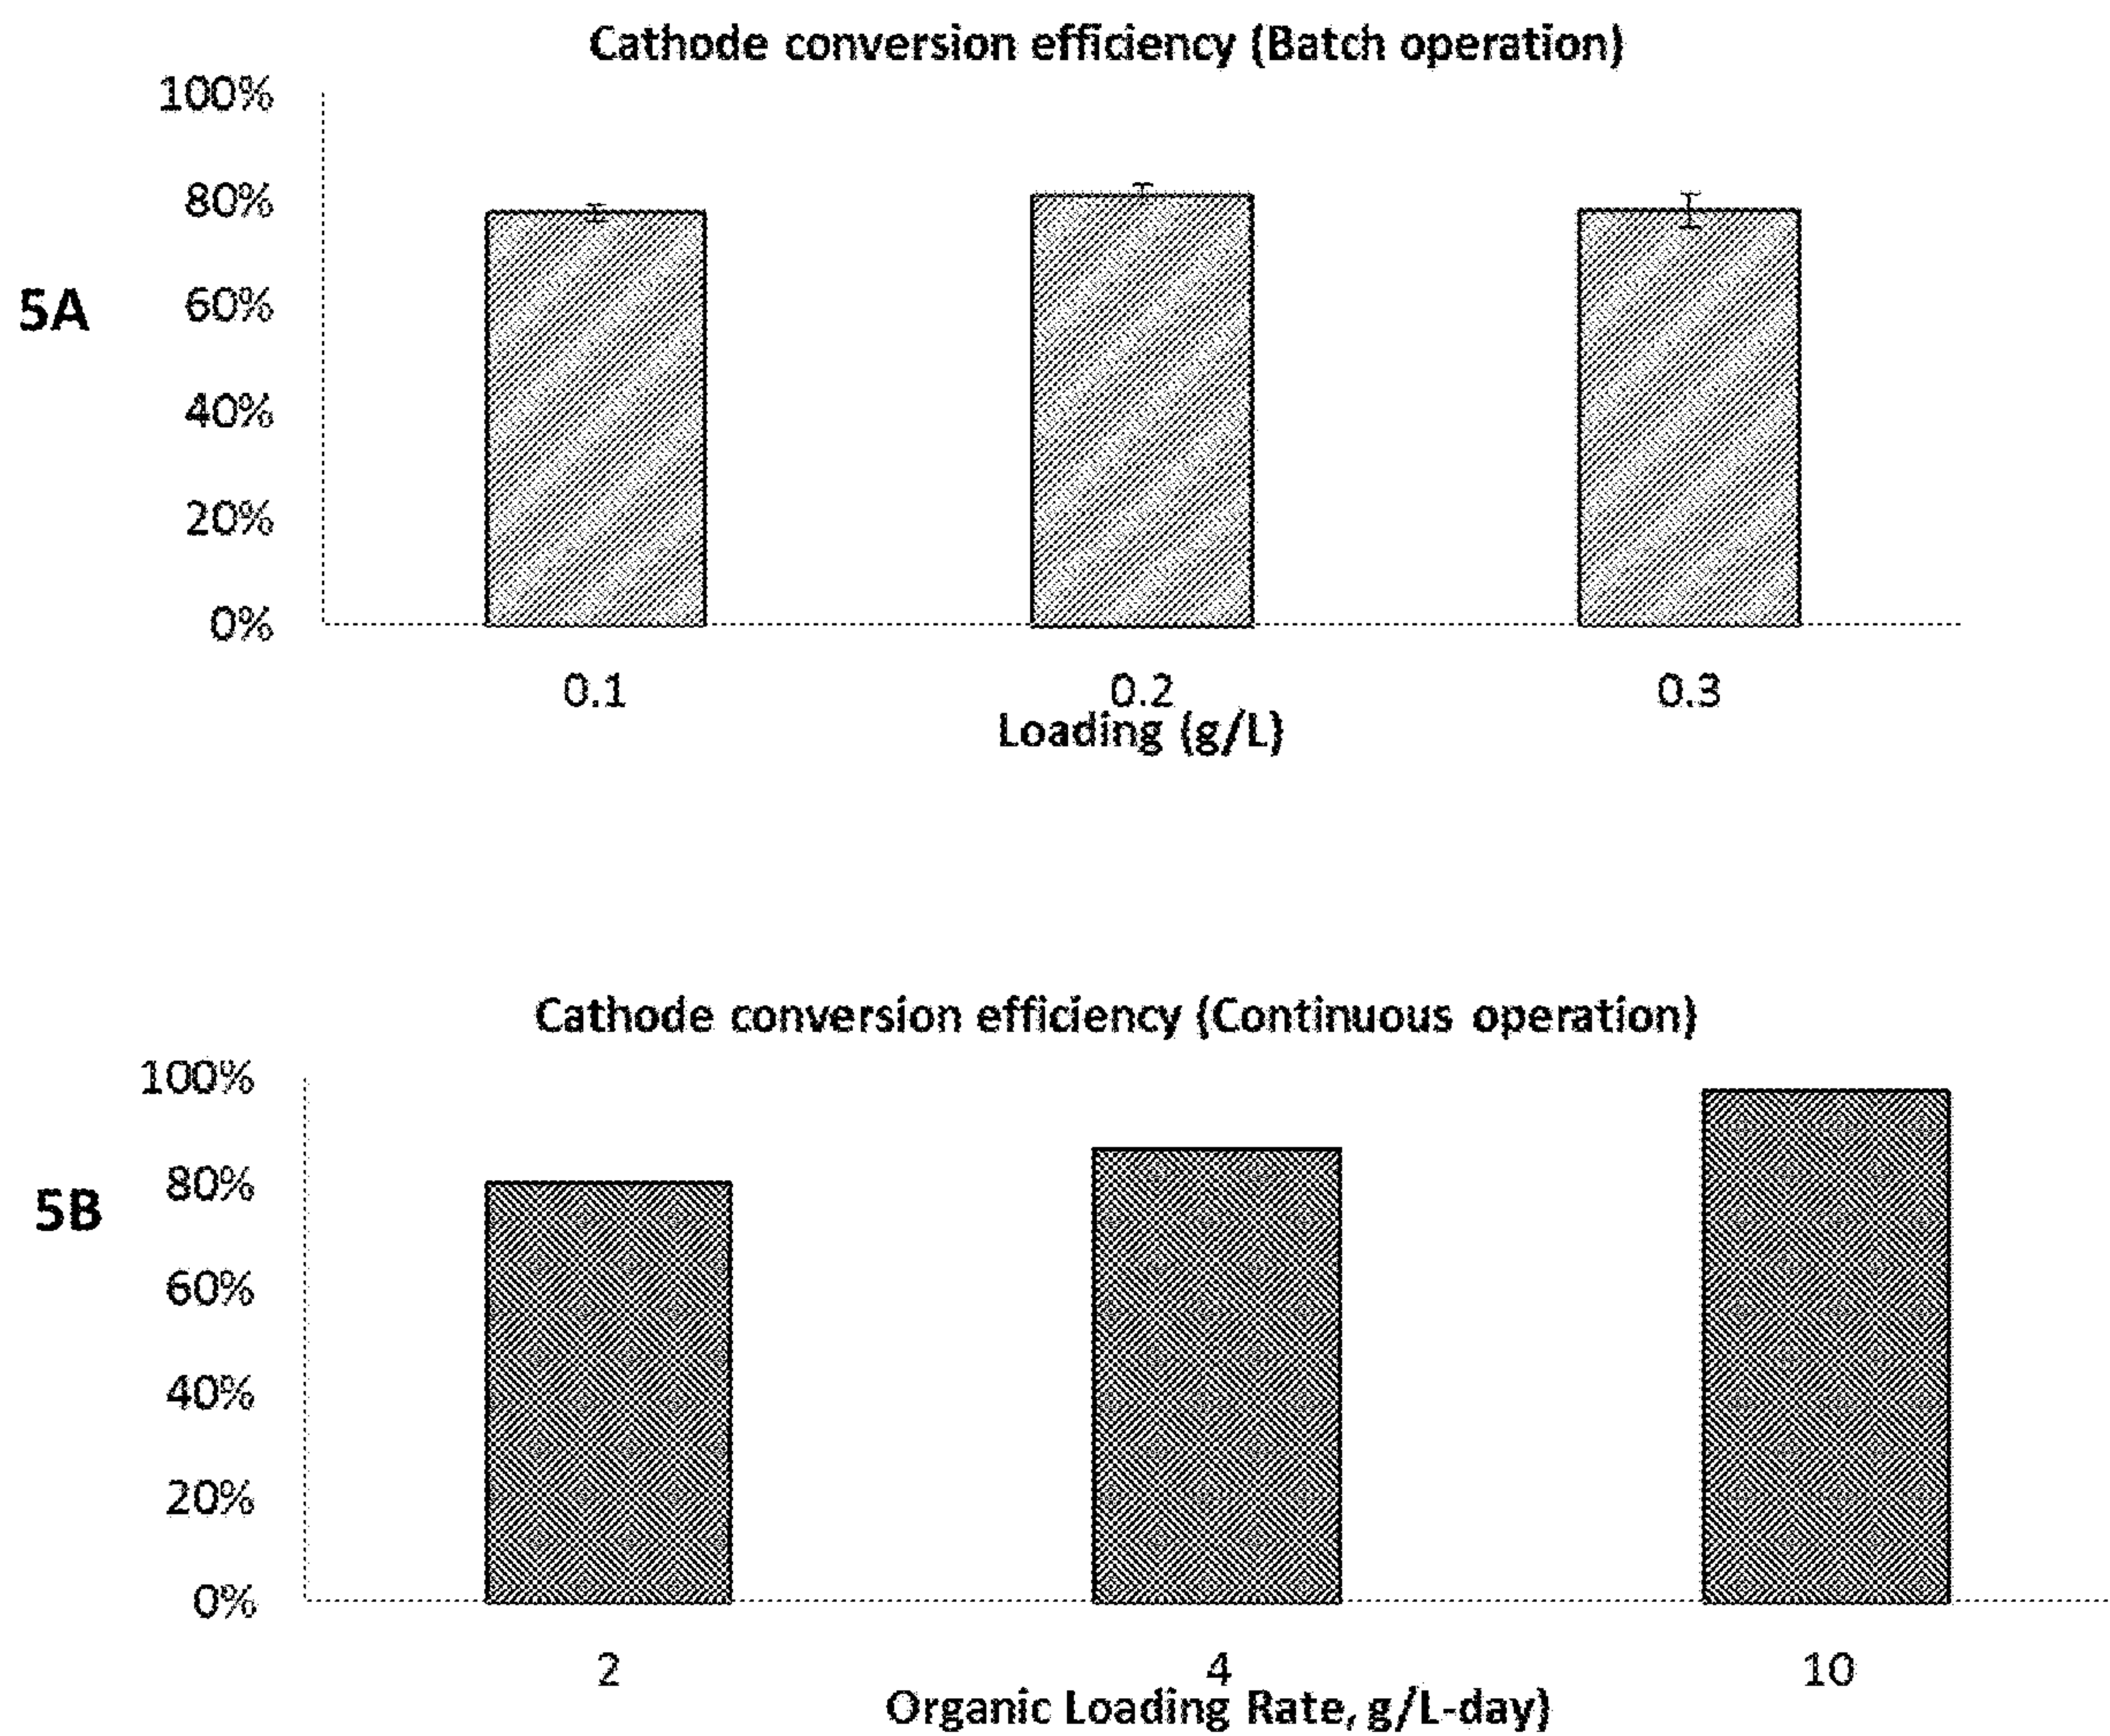 Cathode conversion efficiency (Batch operation)
100%
80%
60%
40%
20%
0%
5A
0.1 0.2 0.3
Loading (g/L)
Cathode conversion efficiency (Continuous operation)
100%
80%
60%
40%
20%
0%
5B
2 4 10
Organic Loading Rate, g/L-day)